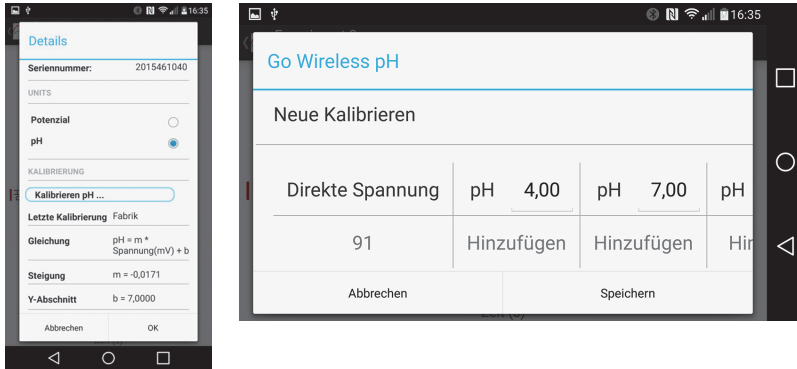 16:35
Details
Seriennummer: 2015461040
UNITS
Potenzial
pH
KALIBRIERUNG
Kalibrieren pH ...
Letzte Kalibrierung Fabrik
Gleichung pH = m *
Spannung(mV) + b
Steigung m = -0,0171
Y-Abschnitt b = 7,0000
Abbrechen OK
16:35
Go Wireless pH
Neue Kalibrieren
Direkte Spannung pH 4,00 pH 7,00 pH
91 Hinzufügen Hinzufügen Hin
Abbrechen Speichern